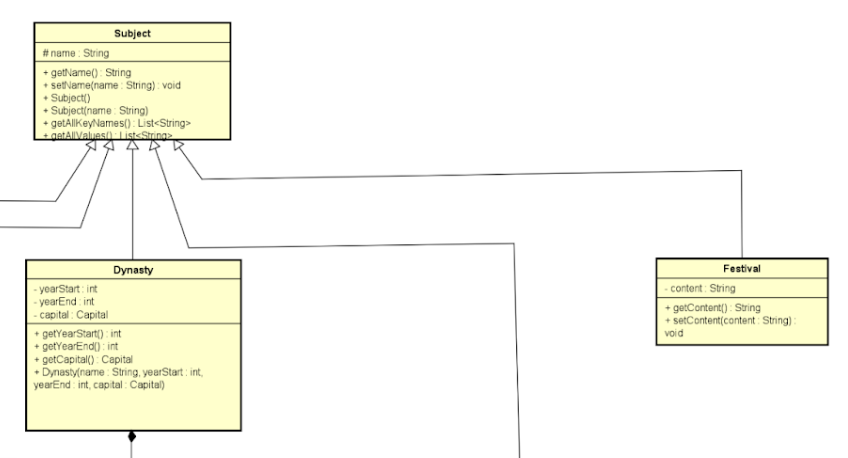 Subject
# name : String
+ getName() : String
+ setName(name : String) : void
+ Subject()
+ Subject(name : String)
+ getAllKeyNames() : List<String>
+ getAllValues() : List<String>
Dynasty
- yearStart : int
- yearEnd : int
- capital : Capital
+ getYearStart() : int
+ getYearEnd() : int
+ getCapital() : Capital
+ Dynasty(name : String, yearStart : int,
yearEnd : int, capital : Capital)
Festival
- content : String
+ getContent() : String
+ setContent(content : String) :
void